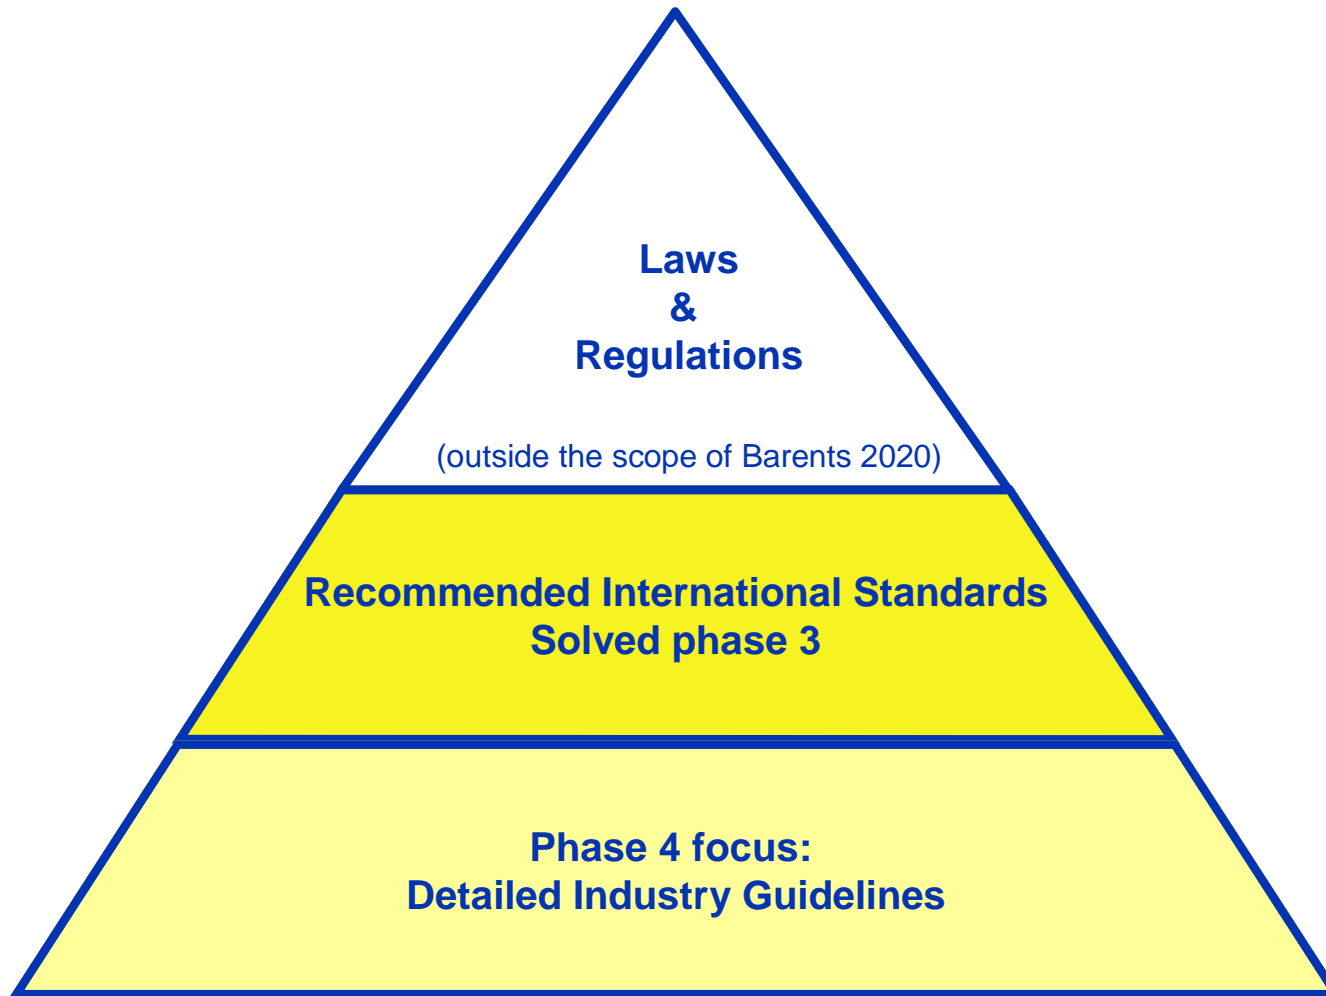 Laws
&
Regulations
(outside the scope of Barents 2020)
Recommended International Standards
Solved phase 3
Phase 4 focus:
Detailed Industry Guidelines